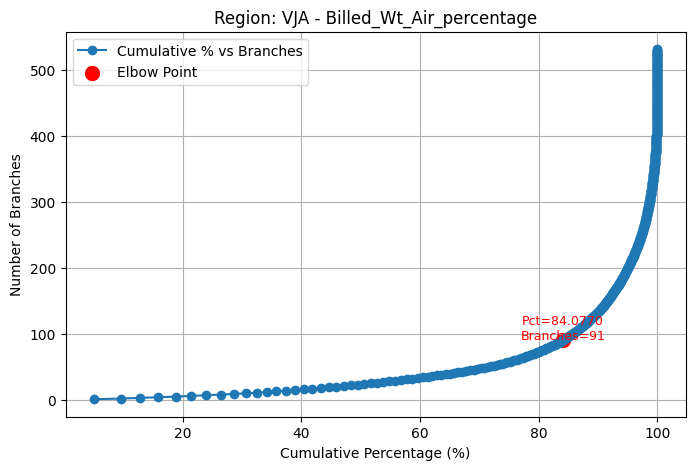 Region: VJA - Billed_Wt_Air_percentage
Cumulative % vs Branches
Elbow Point
Number of Branches
500
400
300
200
100
0
Pct=84.0770
Branches=91
20
40
60
80
100
Cumulative Percentage (%)